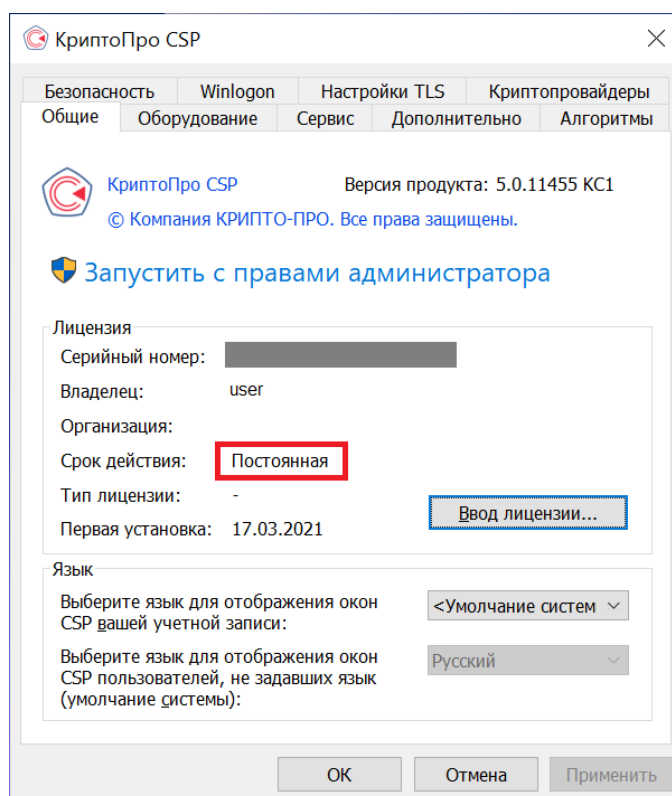 КриптоПро CSP
Безопасность Winlogon Настройки TLS Криптопровайдеры
Общие Оборудование Сервис Дополнительно Алгоритмы
КриптоПро CSP Версия продукта: 5.0.11455 КС1
© Компания КРИПТО-ПРО. Все права защищены.
Запустить с правами администратора
Лицензия
Серийный номер:
Владелец: user
Организация:
Срок действия: Постоянная
Тип лицензии: -
Ввод лицензии...
Первая установка: 17.03.2021
Язык
Выберите язык для отображения окон
CSP вашей учетной записи:
<Умолчание систем
Выберите язык для отображения окон
CSP пользователей, не задавших язык
(умолчание системы):
Русский
ОК Отмена Применить